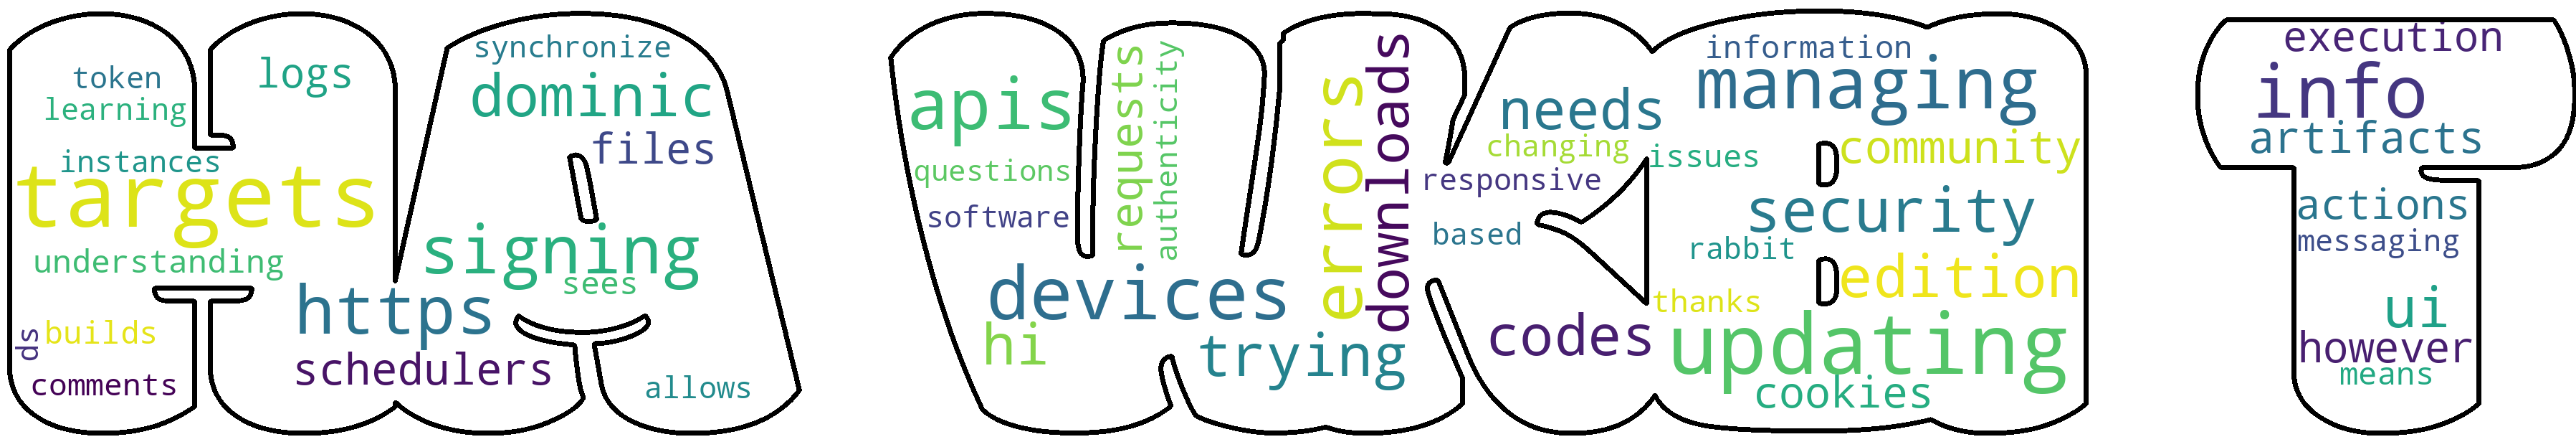 token
learning
instances
targets
understanding
ds
builds
comments
logs
https
schedulers
synchronize
dominic
files
signing
sees
allows
apis
questions
software
requests
authenticity
devices
hi
trying
errors
downloads
needs
changing
responsive
based
codes
information
managing
issues
community
security
rabbit
edition
thanks
updating
cookies
execution
info
artifacts
actions
messaging
ui
however
means